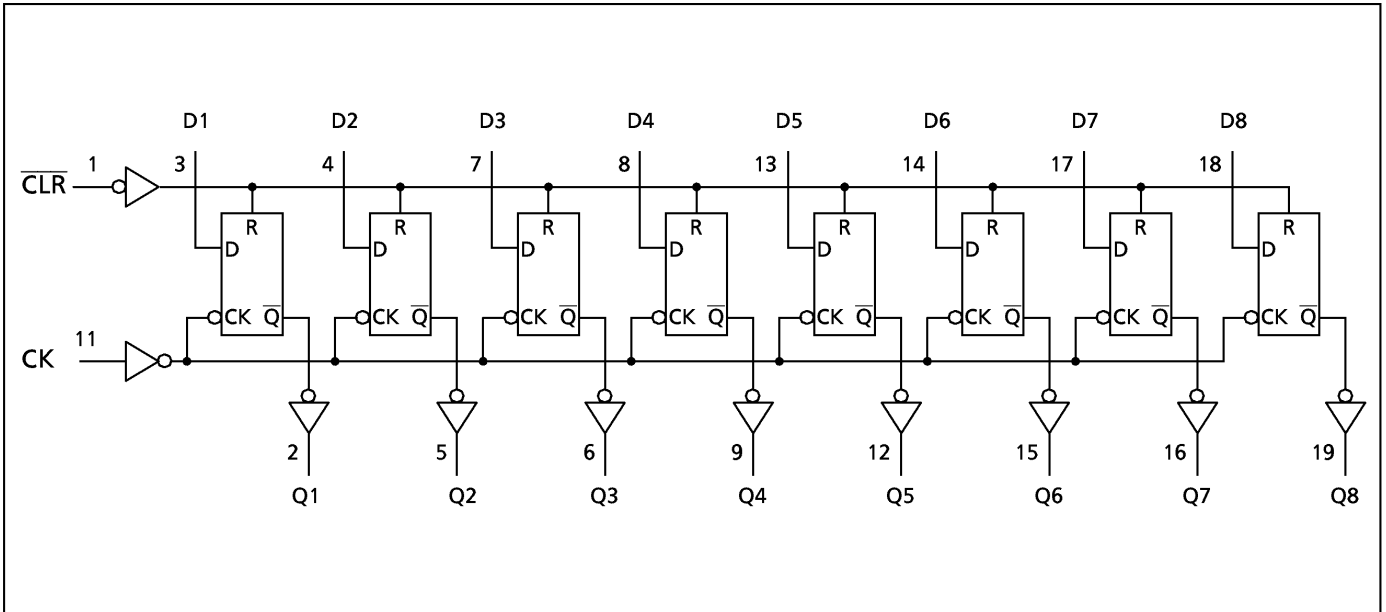 D1 D2 D3 D4 D5 D6 D7 D8
1 3 4 7 8 13 14 17 18
C̅L̅R̅
R R R R R R R R
D D D D D D D D
CK Q̅ CK Q̅ CK Q̅ CK Q̅ CK Q̅ CK Q̅ CK Q̅ CK Q̅
11
CK
2 5 6 9 12 15 16 19
Q1 Q2 Q3 Q4 Q5 Q6 Q7 Q8